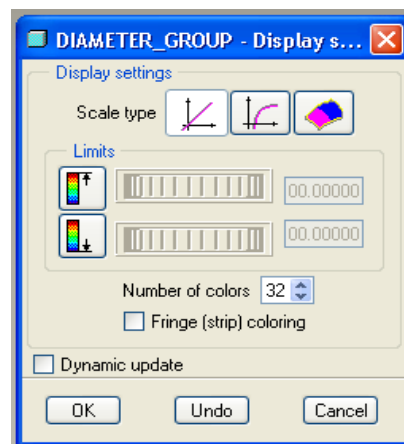 DIAMETER_GROUP - Display s...
Display settings
Scale type
Limits
00.00000
00.00000
Number of colors 32
Fringe (strip) coloring
Dynamic update
OK Undo Cancel